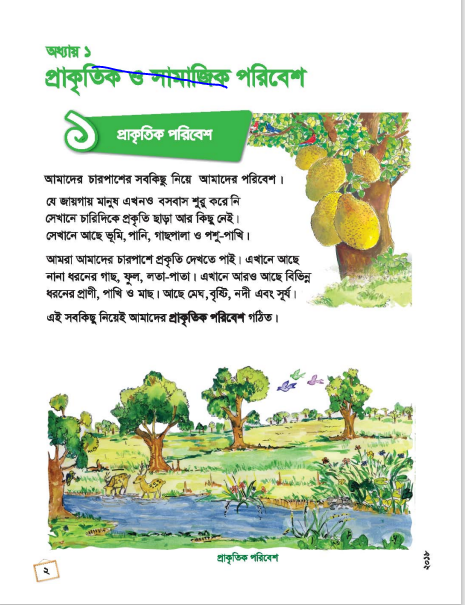 অধ্যায় ১
প্রাকৃতিক ও সামাজিক পরিবেশ
১
প্রাকৃতিক পরিবেশ
আমাদের চারপাশের সবকিছু নিয়ে আমাদের পরিবেশ।
যে জায়গায় মানুষ এখনও বসবাস শুরু করে নি
সেখানে চারিদিকে প্রকৃতি ছাড়া আর কিছু নেই।
সেখানে আছে ভূমি, পানি, গাছপালা ও পশু-পাখি।
আমরা আমাদের চারপাশে প্রকৃতি দেখতে পাই। এখানে আছে
নানা ধরনের গাছ, ফুল, লতা-পাতা। এখানে আরও আছে বিভিন্ন
ধরনের প্রাণী, পাখি ও মাছ। আছে মেঘ, বৃষ্টি, নদী এবং সূর্য।
এই সবকিছু নিয়েই আমাদের প্রাকৃতিক পরিবেশ গঠিত।
প্রাকৃতিক পরিবেশ
২
২০১৮